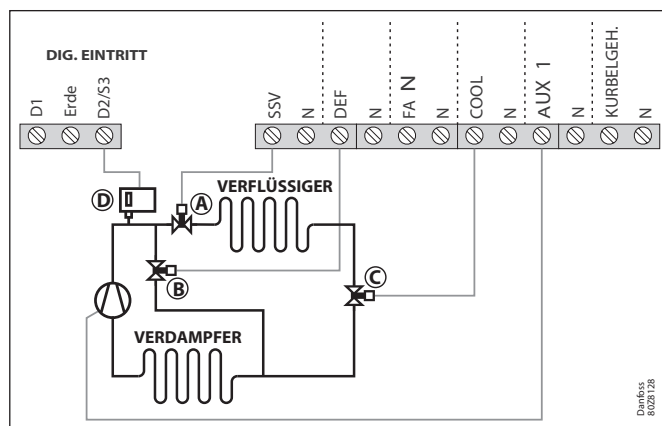 DIG. EINTRITT
D1
Erde
D2/S3
SSV
N
DEF
N
FA N
COOL
N
AUX 1
N
KURBELGEH.
N
D
A
VERFLÜSSIGER
B
C
VERDAMPFER
Danfoss
80Z8128